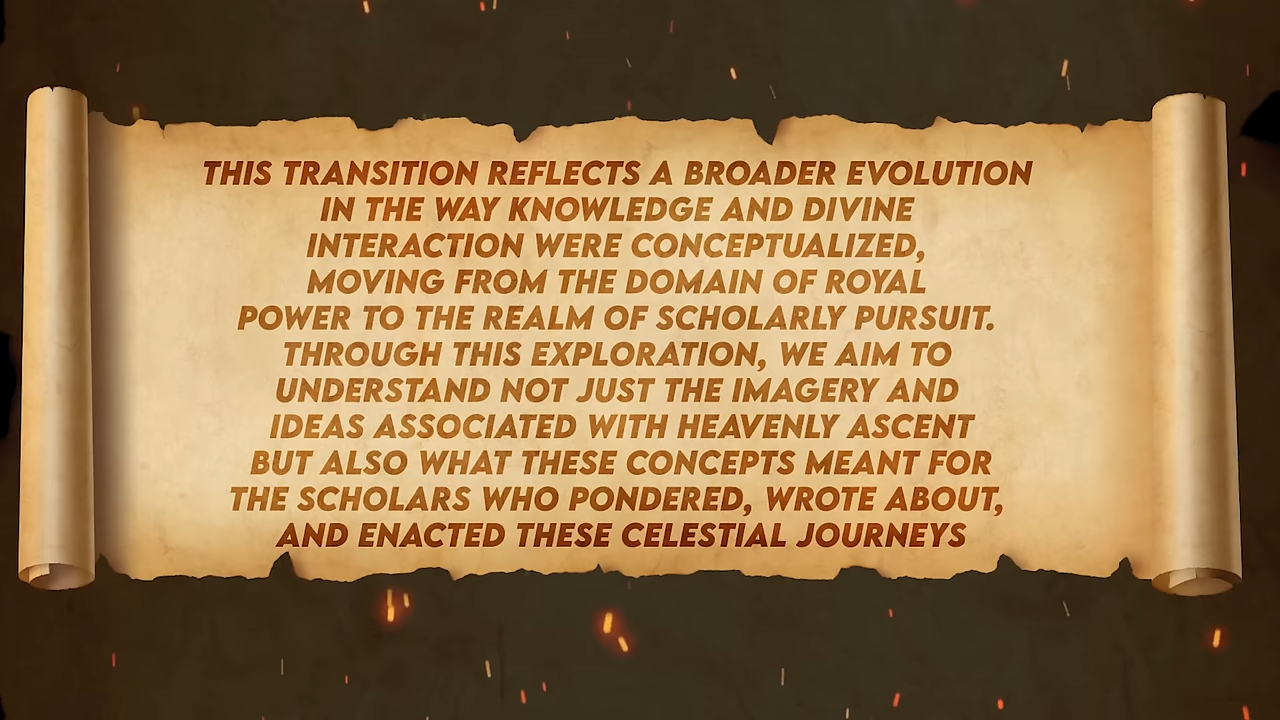 THIS TRANSITION REFLECTS A BROADER EVOLUTION
IN THE WAY KNOWLEDGE AND DIVINE
INTERACTION WERE CONCEPTUALIZED,
MOVING FROM THE DOMAIN OF ROYAL
POWER TO THE REALM OF SCHOLARLY PURSUIT.
THROUGH THIS EXPLORATION, WE AIM TO
UNDERSTAND NOT JUST THE IMAGERY AND
IDEAS ASSOCIATED WITH HEAVENLY ASCENT
BUT ALSO WHAT THESE CONCEPTS MEANT FOR
THE SCHOLARS WHO PONDERED, WROTE ABOUT,
AND ENACTED THESE CELESTIAL JOURNEYS